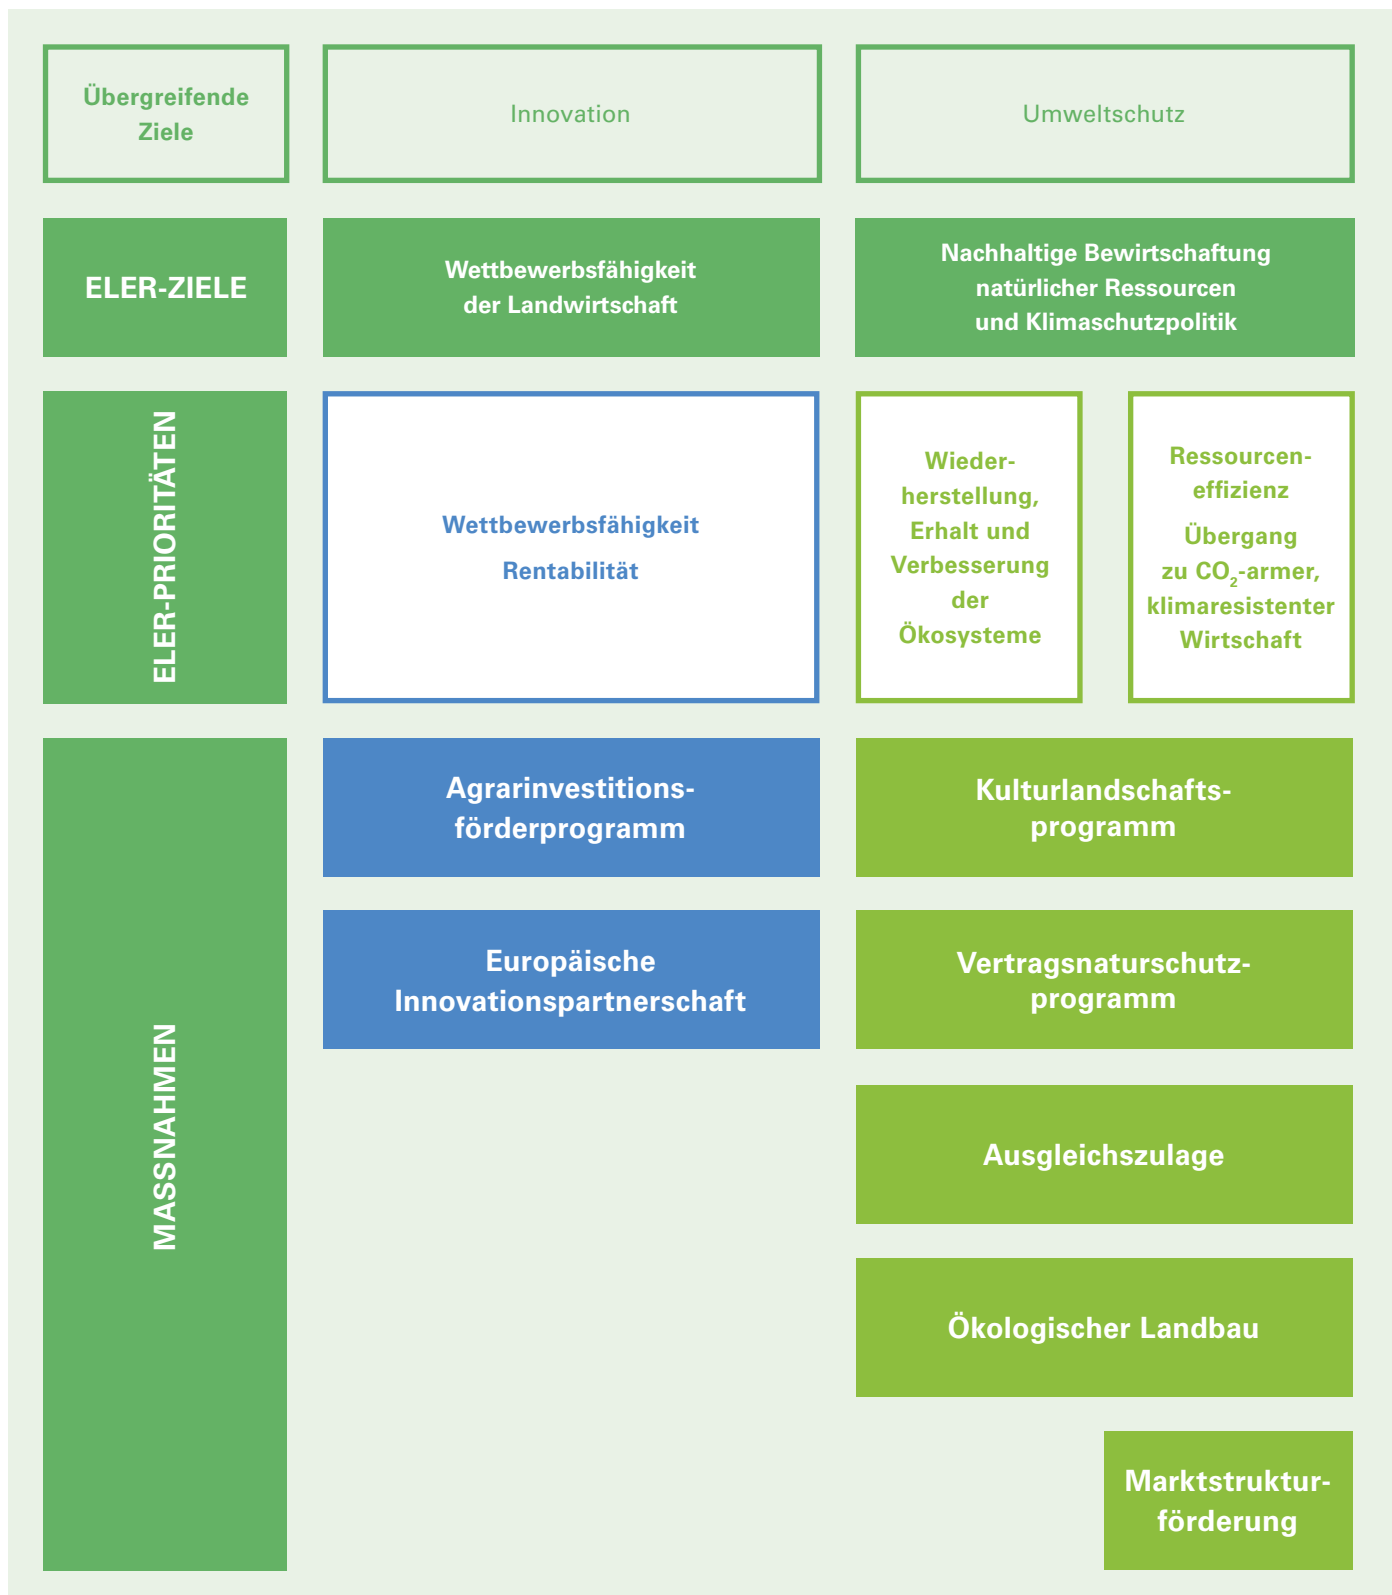 Übergreifende
Ziele
Innovation
Umweltschutz
ELER-ZIELE
Wettbewerbsfähigkeit
der Landwirtschaft
Nachhaltige Bewirtschaftung
natürlicher Ressourcen
und Klimaschutzpolitik
ELER-PRIORITÄTEN
Wettbewerbsfähigkeit
Rentabilität
Wieder-
herstellung,
Erhalt und
Verbesserung
der
Ökosysteme
Ressourcen-
effizienz
Übergang
zu CO₂-armer,
klimaresistenter
Wirtschaft
MASSNAHMEN
Agrarinvestitions-
förderprogramm
Europäische
Innovationspartnerschaft
Kulturlandschafts-
programm
Vertragsnaturschutz-
programm
Ausgleichszulage
Ökologischer Landbau
Marktstruktur-
förderung